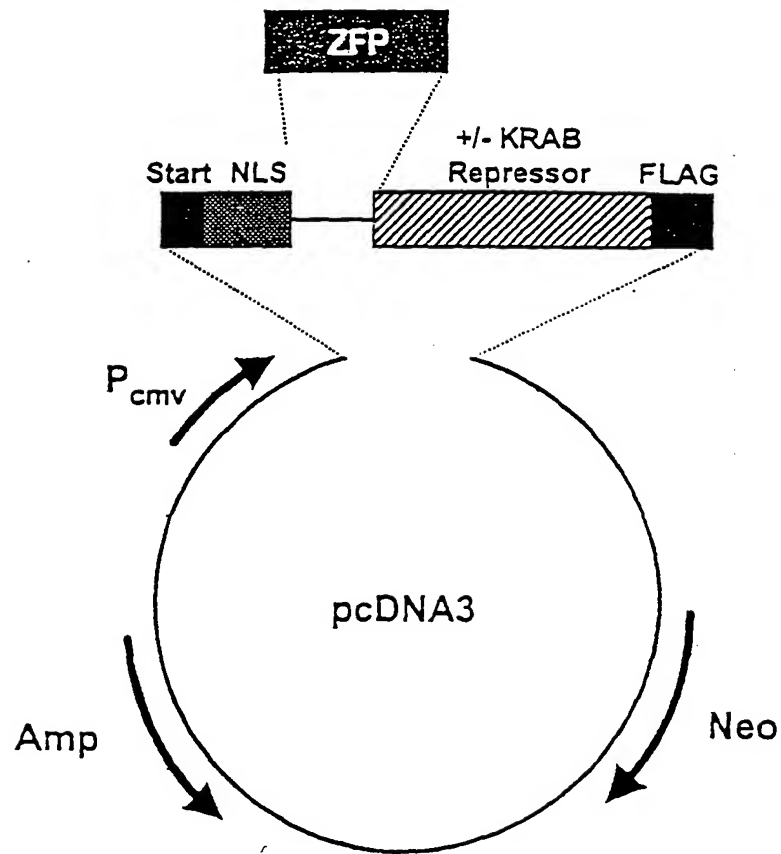 ZFP
+/- KRAB
Start NLS Repressor FLAG
Pcmv
pcDNA3
Amp
Neo